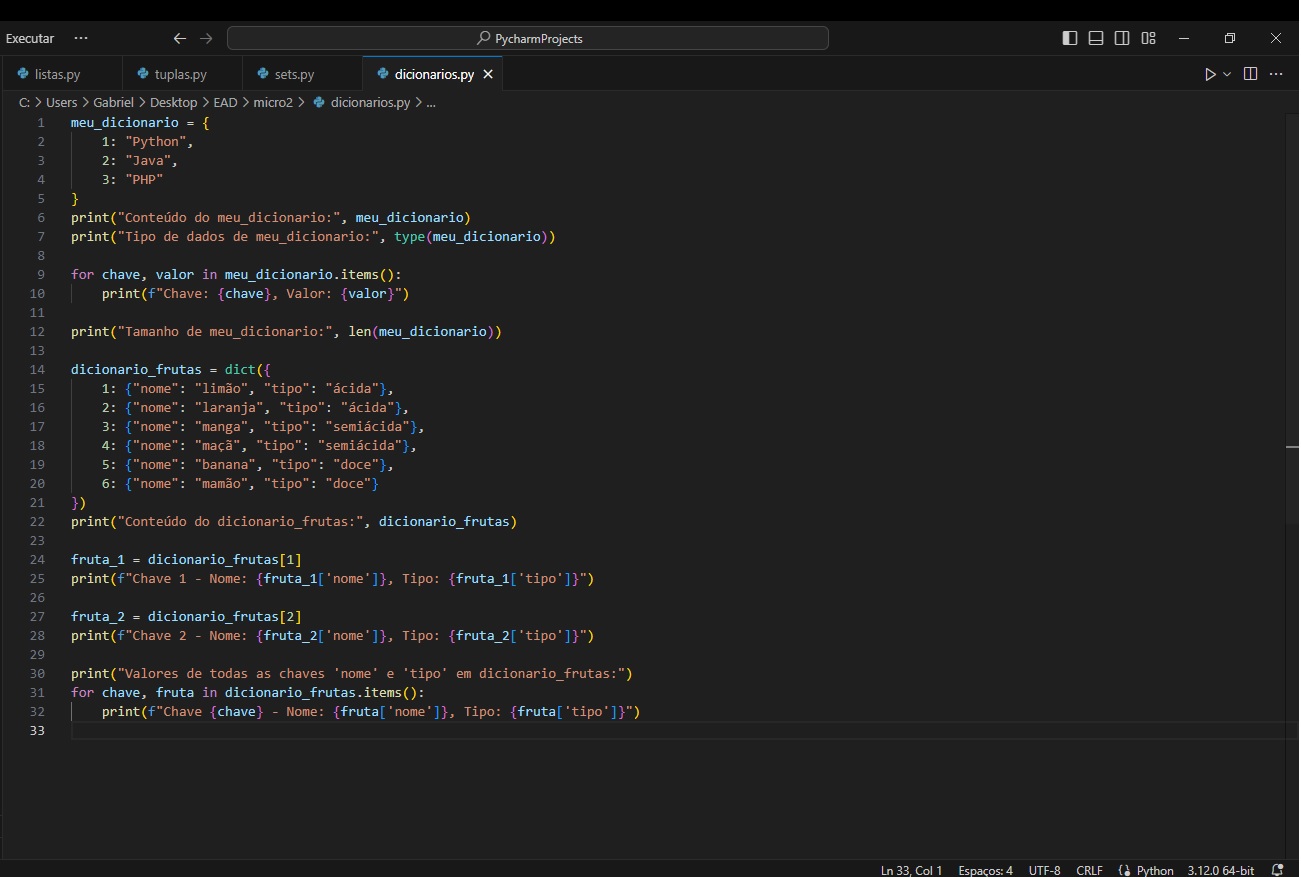 Executar ···
PycharmProjects
listas.py tuplas.py sets.py dicionarios.py
C: > Users > Gabriel > Desktop > EAD > micro2 > dicionarios.py > ...
1 meu_dicionario = {
2     1: "Python",
3     2: "Java",
4     3: "PHP"
5 }
6 print("Conteúdo do meu_dicionario:", meu_dicionario)
7 print("Tipo de dados de meu_dicionario:", type(meu_dicionario))
8
9 for chave, valor in meu_dicionario.items():
10     print(f"Chave: {chave}, Valor: {valor}")
11
12 print("Tamanho de meu_dicionario:", len(meu_dicionario))
13
14 dicionario_frutas = dict({
15     1: {"nome": "limão", "tipo": "ácida"},
16     2: {"nome": "laranja", "tipo": "ácida"},
17     3: {"nome": "manga", "tipo": "semiácida"},
18     4: {"nome": "maçã", "tipo": "semiácida"},
19     5: {"nome": "banana", "tipo": "doce"},
20     6: {"nome": "mamão", "tipo": "doce"}
21 })
22 print("Conteúdo do dicionario_frutas:", dicionario_frutas)
23
24 fruta_1 = dicionario_frutas[1]
25 print(f"Chave 1 - Nome: {fruta_1['nome']}, Tipo: {fruta_1['tipo']}")
26
27 fruta_2 = dicionario_frutas[2]
28 print(f"Chave 2 - Nome: {fruta_2['nome']}, Tipo: {fruta_2['tipo']}")
29
30 print("Valores de todas as chaves 'nome' e 'tipo' em dicionario_frutas:")
31 for chave, fruta in dicionario_frutas.items():
32     print(f"Chave {chave} - Nome: {fruta['nome']}, Tipo: {fruta['tipo']}")
33
Ln 33, Col 1 Espaços: 4 UTF-8 CRLF Python 3.12.0 64-bit